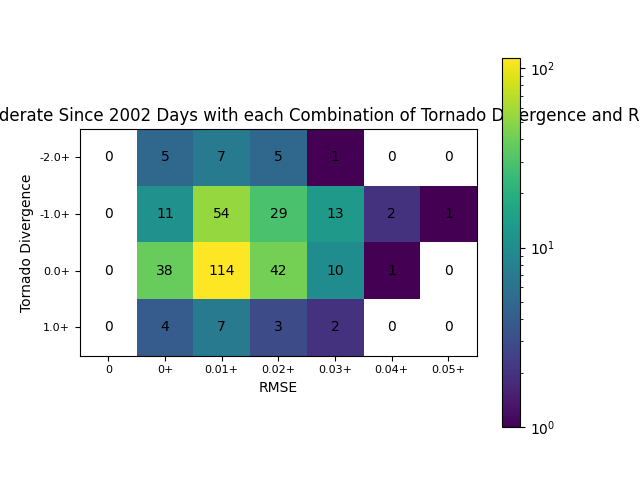 derate Since 2002 Days with each Combination of Tornado Divergence and R
Tornado Divergence
-2.0+ 0 5 7 5 1 0 0
-1.0+ 0 11 54 29 13 2 1
0.0+ 0 38 114 42 10 1 0
1.0+ 0 4 7 3 2 0 0
0 0+ 0.01+ 0.02+ 0.03+ 0.04+ 0.05+
RMSE
10²
10¹
10⁰